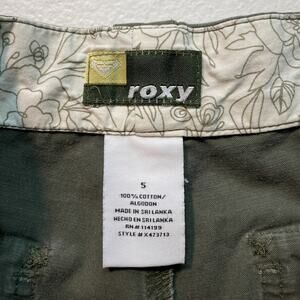 roxy
5
100% COTTON/
ALGODON
MADE IN SRI LANKA
HECHO EN SRI LANKA
RN# 114199
STYLE# X473713